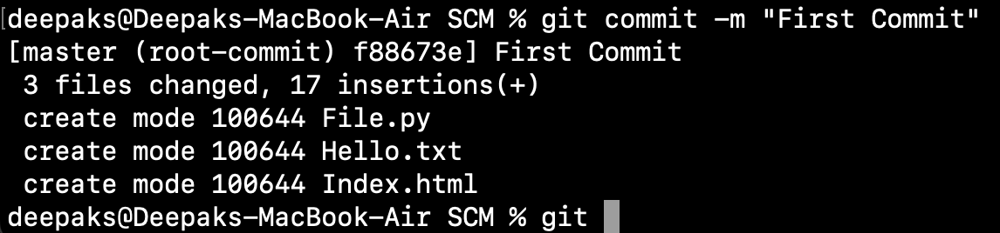 deepaks@Deepaks-MacBook-Air SCM % git commit -m "First Commit"
[master (root-commit) f88673e] First Commit
 3 files changed, 17 insertions(+)
 create mode 100644 File.py
 create mode 100644 Hello.txt
 create mode 100644 Index.html
deepaks@Deepaks-MacBook-Air SCM % git